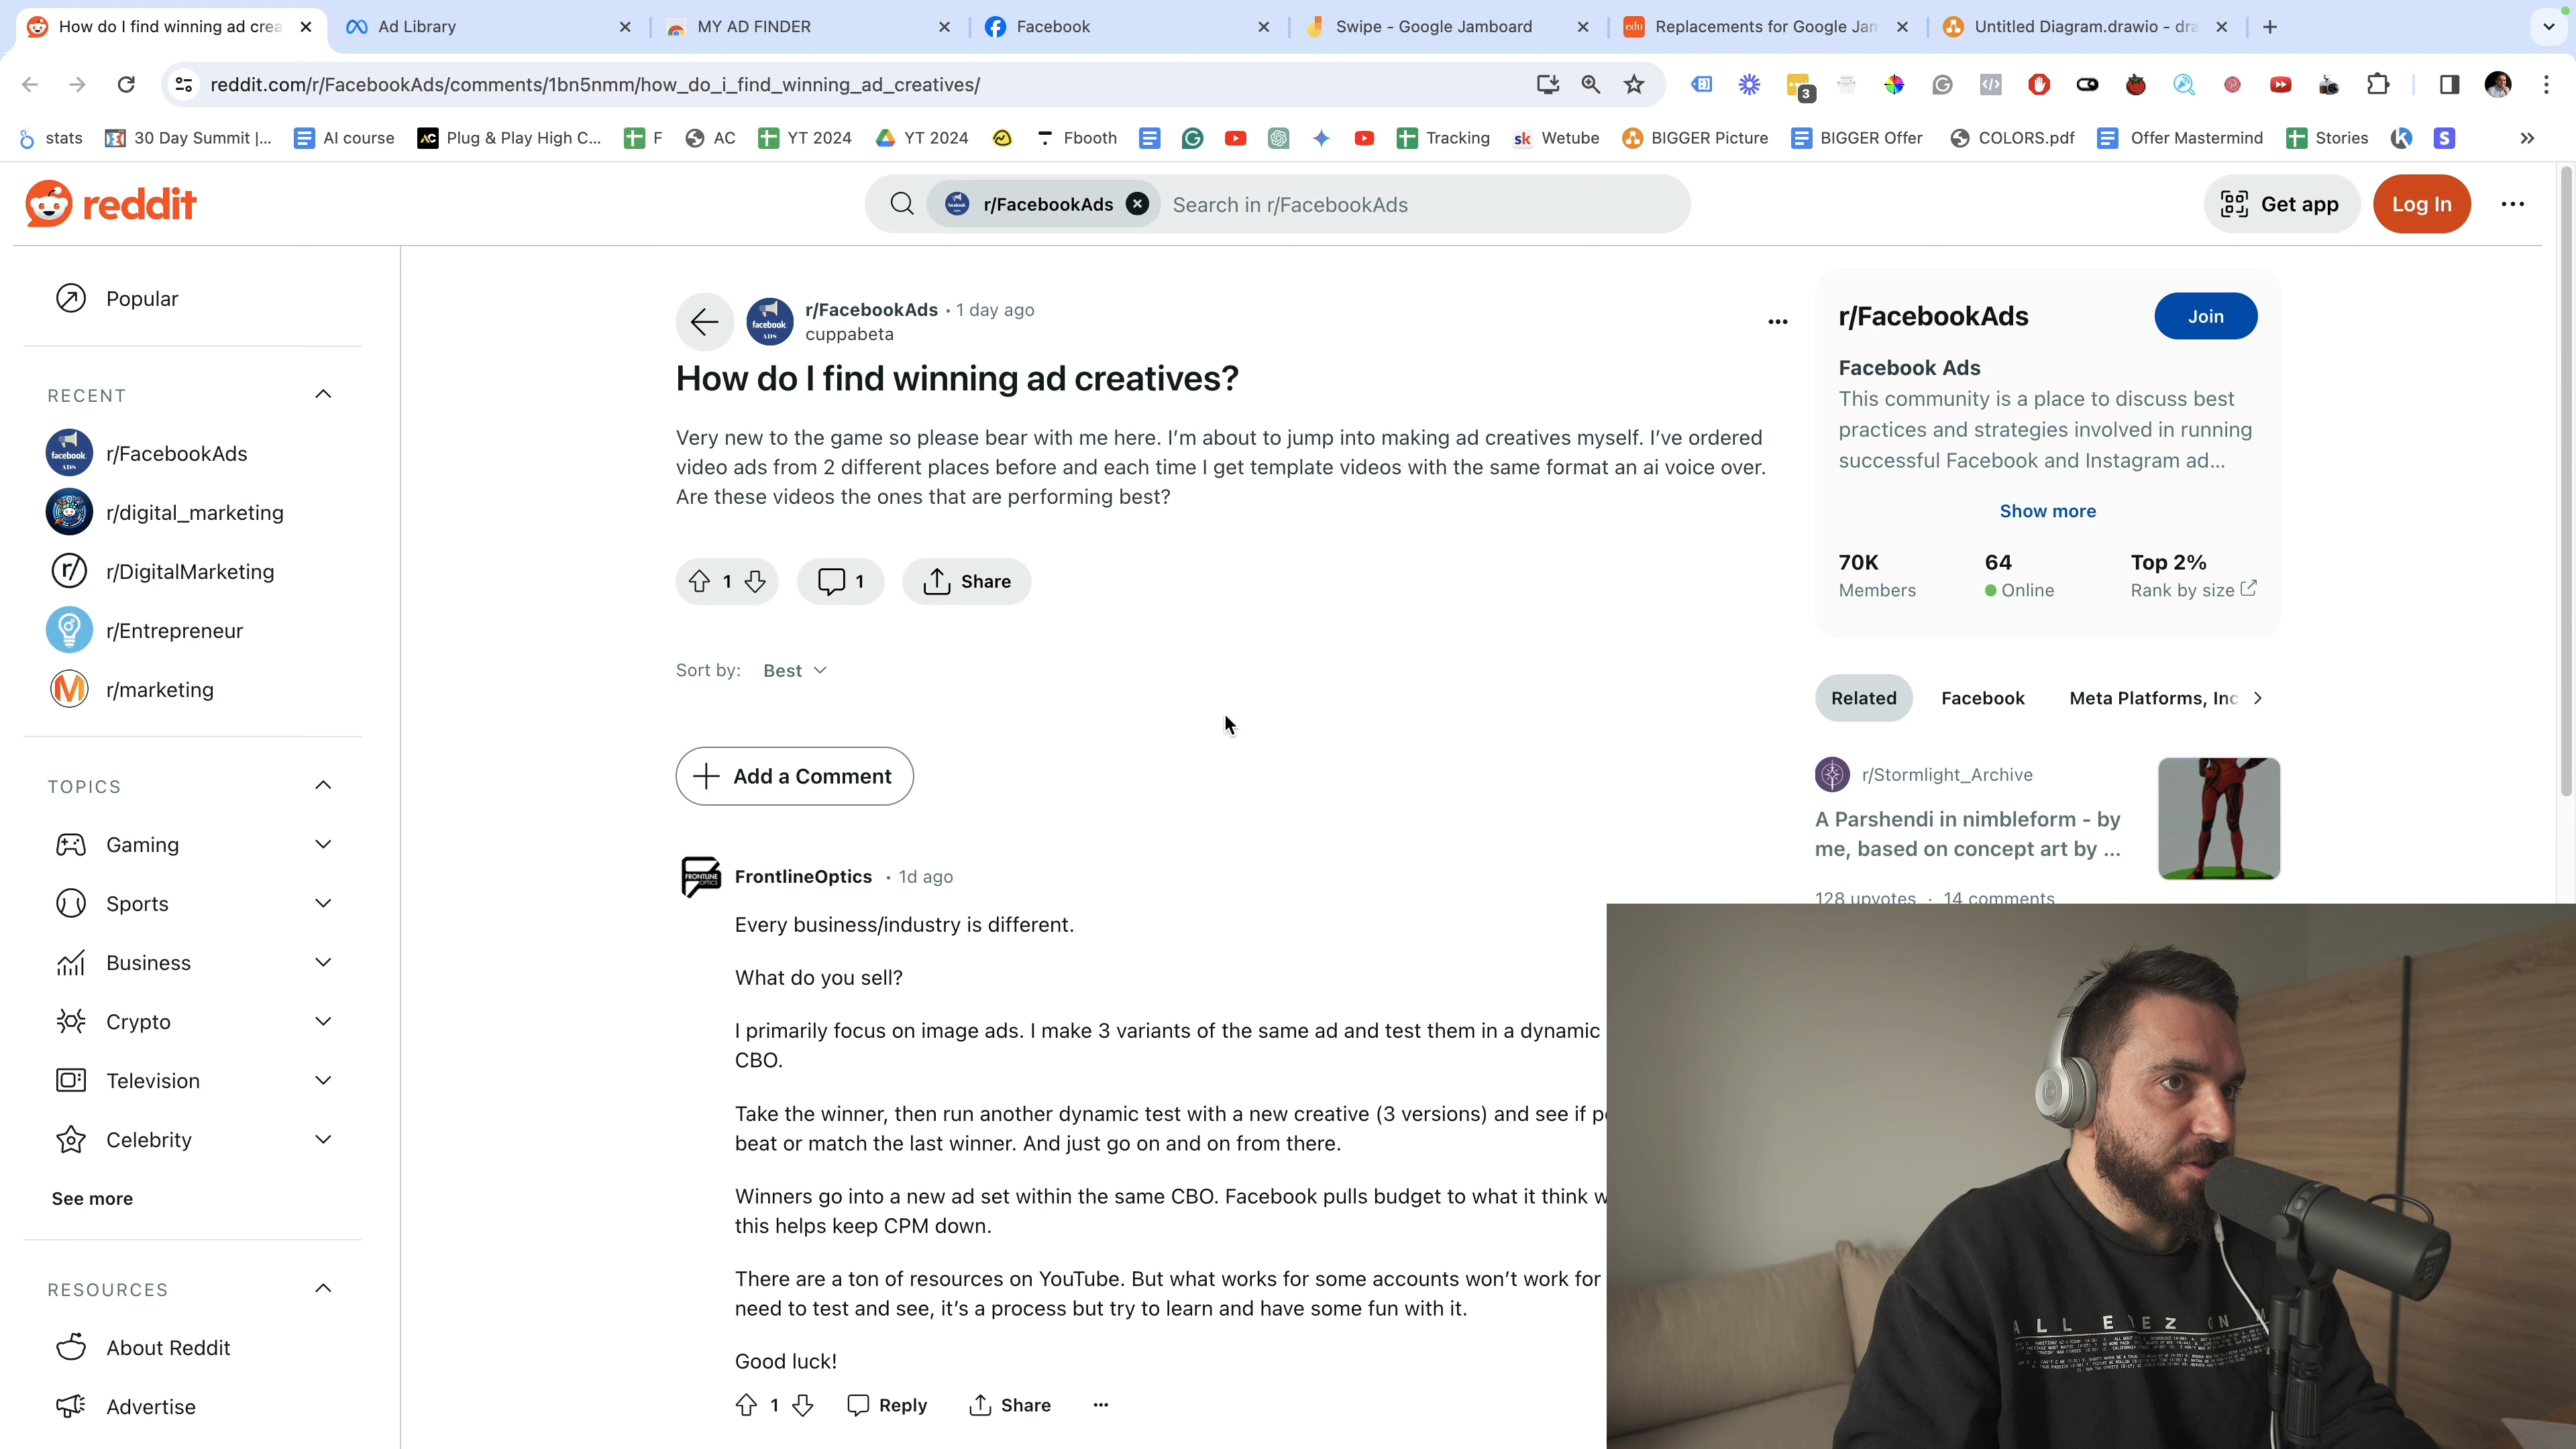 How do I find winning ad crea
Ad Library
MY AD FINDER
Facebook
Swipe - Google Jamboard
Replacements for Google Jam
Untitled Diagram.drawio - dra
reddit.com/r/FacebookAds/comments/1bn5nmm/how_do_i_find_winning_ad_creatives/
3
stats
30 Day Summit |...
AI course
Plug & Play High C...
F
AC
YT 2024
YT 2024
Fbooth
Tracking
Wetube
BIGGER Picture
BIGGER Offer
COLORS.pdf
Offer Mastermind
Stories
reddit
r/FacebookAds
Search in r/FacebookAds
Get app
Log In
Popular
RECENT
r/FacebookAds
r/digital_marketing
r/DigitalMarketing
r/Entrepreneur
r/marketing
TOPICS
Gaming
Sports
Business
Crypto
Television
Celebrity
See more
RESOURCES
About Reddit
Advertise
r/FacebookAds • 1 day ago
cuppabeta
How do I find winning ad creatives?
Very new to the game so please bear with me here. I'm about to jump into making ad creatives myself. I've ordered
video ads from 2 different places before and each time I get template videos with the same format an ai voice over.
Are these videos the ones that are performing best?
1
1
Share
Sort by: Best
Add a Comment
FrontlineOptics • 1d ago
Every business/industry is different.
What do you sell?
I primarily focus on image ads. I make 3 variants of the same ad and test them in a dynamic
CBO.
Take the winner, then run another dynamic test with a new creative (3 versions) and see if
beat or match the last winner. And just go on and on from there.
Winners go into a new ad set within the same CBO. Facebook pulls budget to what it think
this helps keep CPM down.
There are a ton of resources on YouTube. But what works for some accounts won't work for
need to test and see, it's a process but try to learn and have some fun with it.
Good luck!
1
Reply
Share
r/FacebookAds
Join
Facebook Ads
This community is a place to discuss best
practices and strategies involved in running
successful Facebook and Instagram ad...
Show more
70K
Members
64
Online
Top 2%
Rank by size
Related
Facebook
Meta Platforms, Inc
r/Stormlight_Archive
A Parshendi in nimbleform - by
me, based on concept art by ...
128 upvotes · 14 comments
ALL EYEZ ON